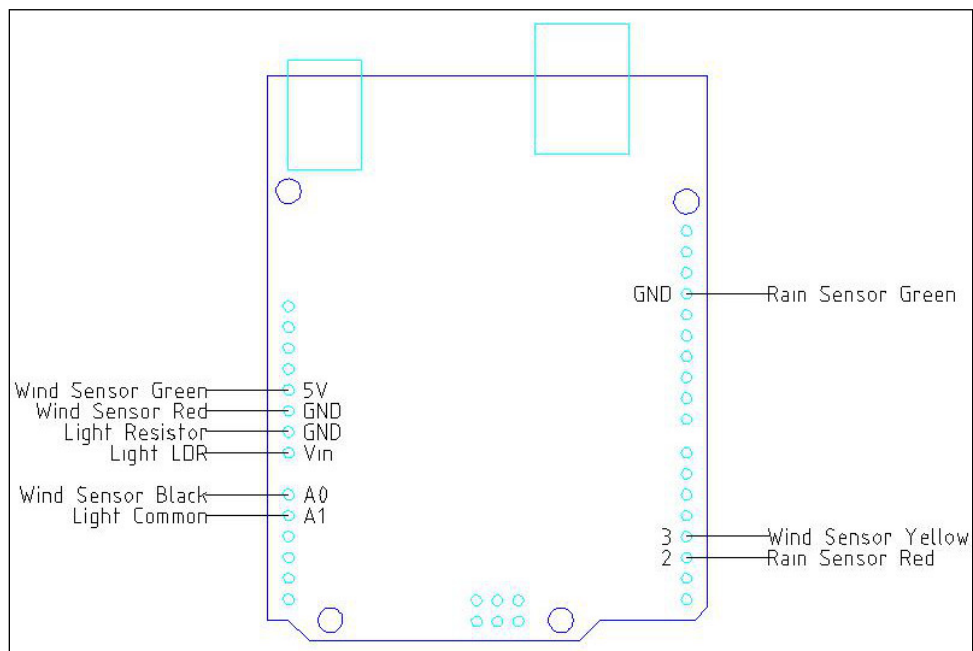 GND Rain Sensor Green
Wind Sensor Green 5V
Wind Sensor Red GND
Light Resistor GND
Light LDR Vin
Wind Sensor Black A0
Light Common A1
3 Wind Sensor Yellow
2 Rain Sensor Red